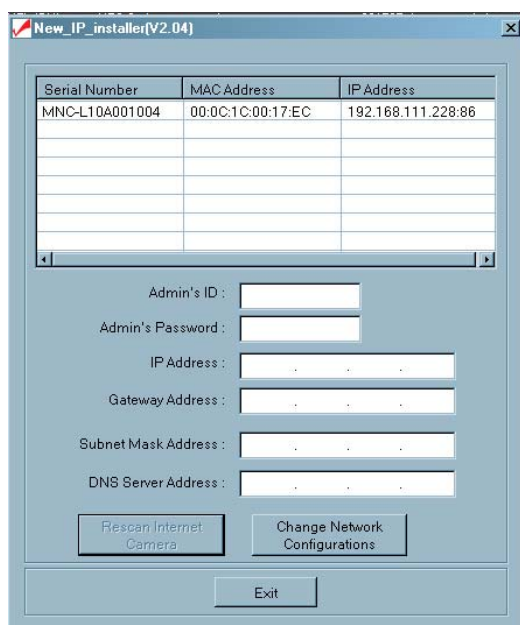 New_IP_installer(V2.04)
Serial Number MAC Address IP Address
MNC-L10A001004 00:0C:1C:00:17:EC 192.168.111.228:86
Admin's ID :
Admin's Password :
IP Address : . . .
Gateway Address : . . .
Subnet Mask Address : . . .
DNS Server Address : . . .
Rescan Internet Camera
Change Network Configurations
Exit